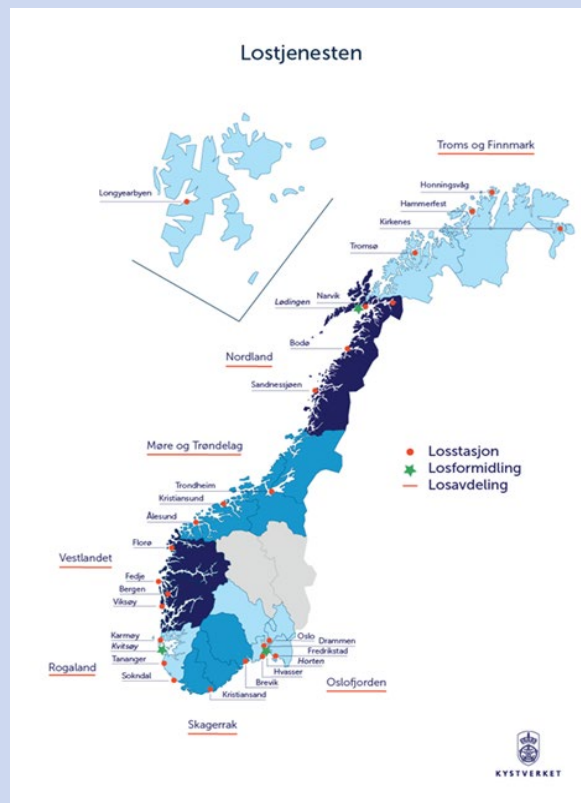 Lostjenesten
Troms og Finnmark
Longyearbyen
Honningsvåg
Hammerfest
Kirkenes
Tromsø
Narvik
Lødingen
Bodø
Nordland
Sandnessjøen
Møre og Trøndelag
Losstasjon
Losformidling
Losavdeling
Trondheim
Kristiansund
Ålesund
Florø
Vestlandet
Fedje
Bergen
Viksøy
Karmøy
Kvitsøy
Tananger
Rogaland
Sokndal
Oslo
Drammen
Fredrikstad
Horten
Hvasser
Brevik
Oslofjorden
Kristiansand
Skagerrak
KYSTVERKET